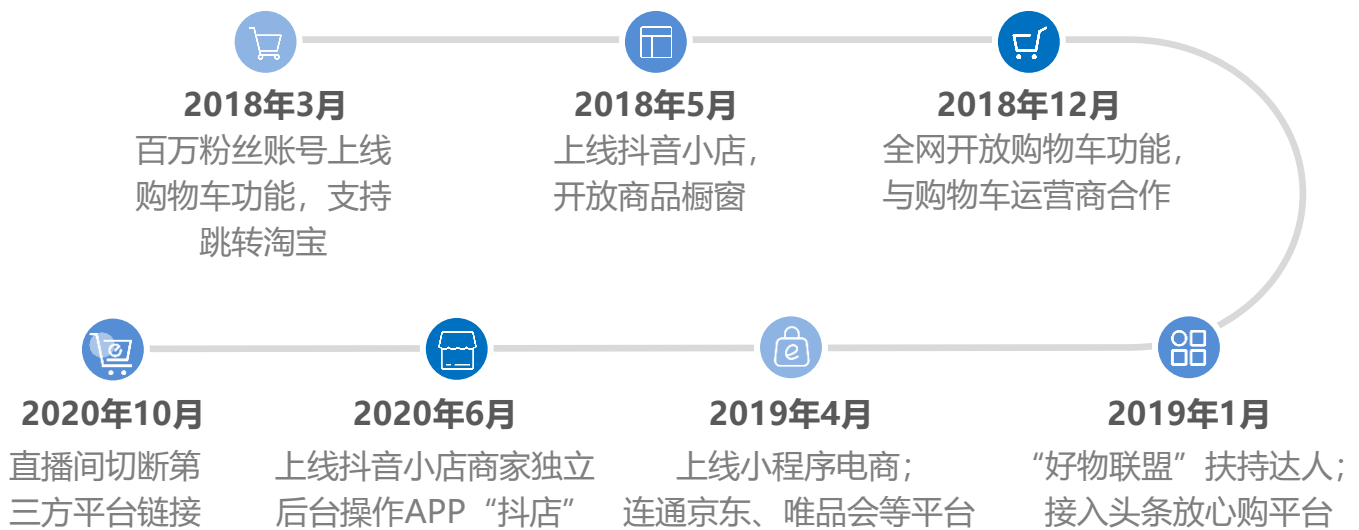 2018年3月
百万粉丝账号上线
购物车功能，支持
跳转淘宝
2018年5月
上线抖音小店，
开放商品橱窗
2018年12月
全网开放购物车功能，
与购物车运营商合作
2019年1月
“好物联盟”扶持达人；
接入头条放心购平台
2019年4月
上线小程序电商；
连通京东、唯品会等平台
2020年6月
上线抖音小店商家独立
后台操作APP“抖店”
2020年10月
直播间切断第
三方平台链接